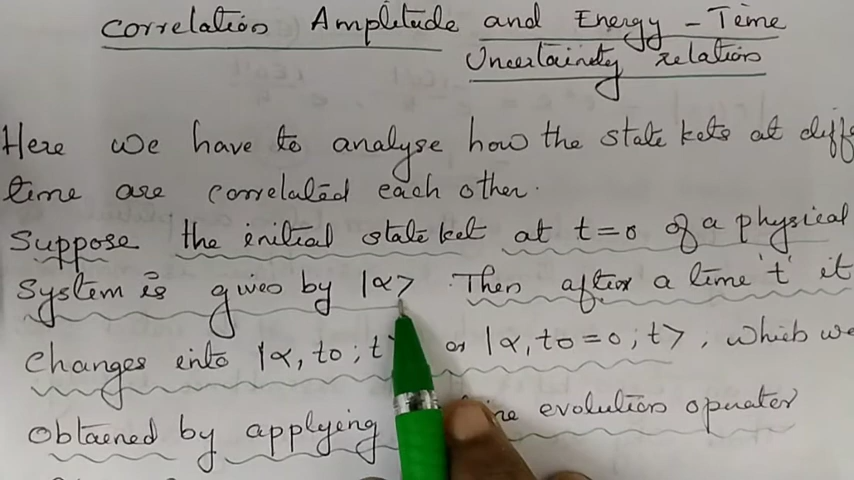 Correlation Amplitude and Energy - Time
Uncertainty relation
Here we have to analyse how the state kets at diff
time are correlated each other.
Suppose the initial state ket at t=0 of a physical
system is given by |α> . Then after a time 't' it
changes into |α, t0 ; t or |α, t0 = 0 ; t> , which we
obtained by applying evolution operator